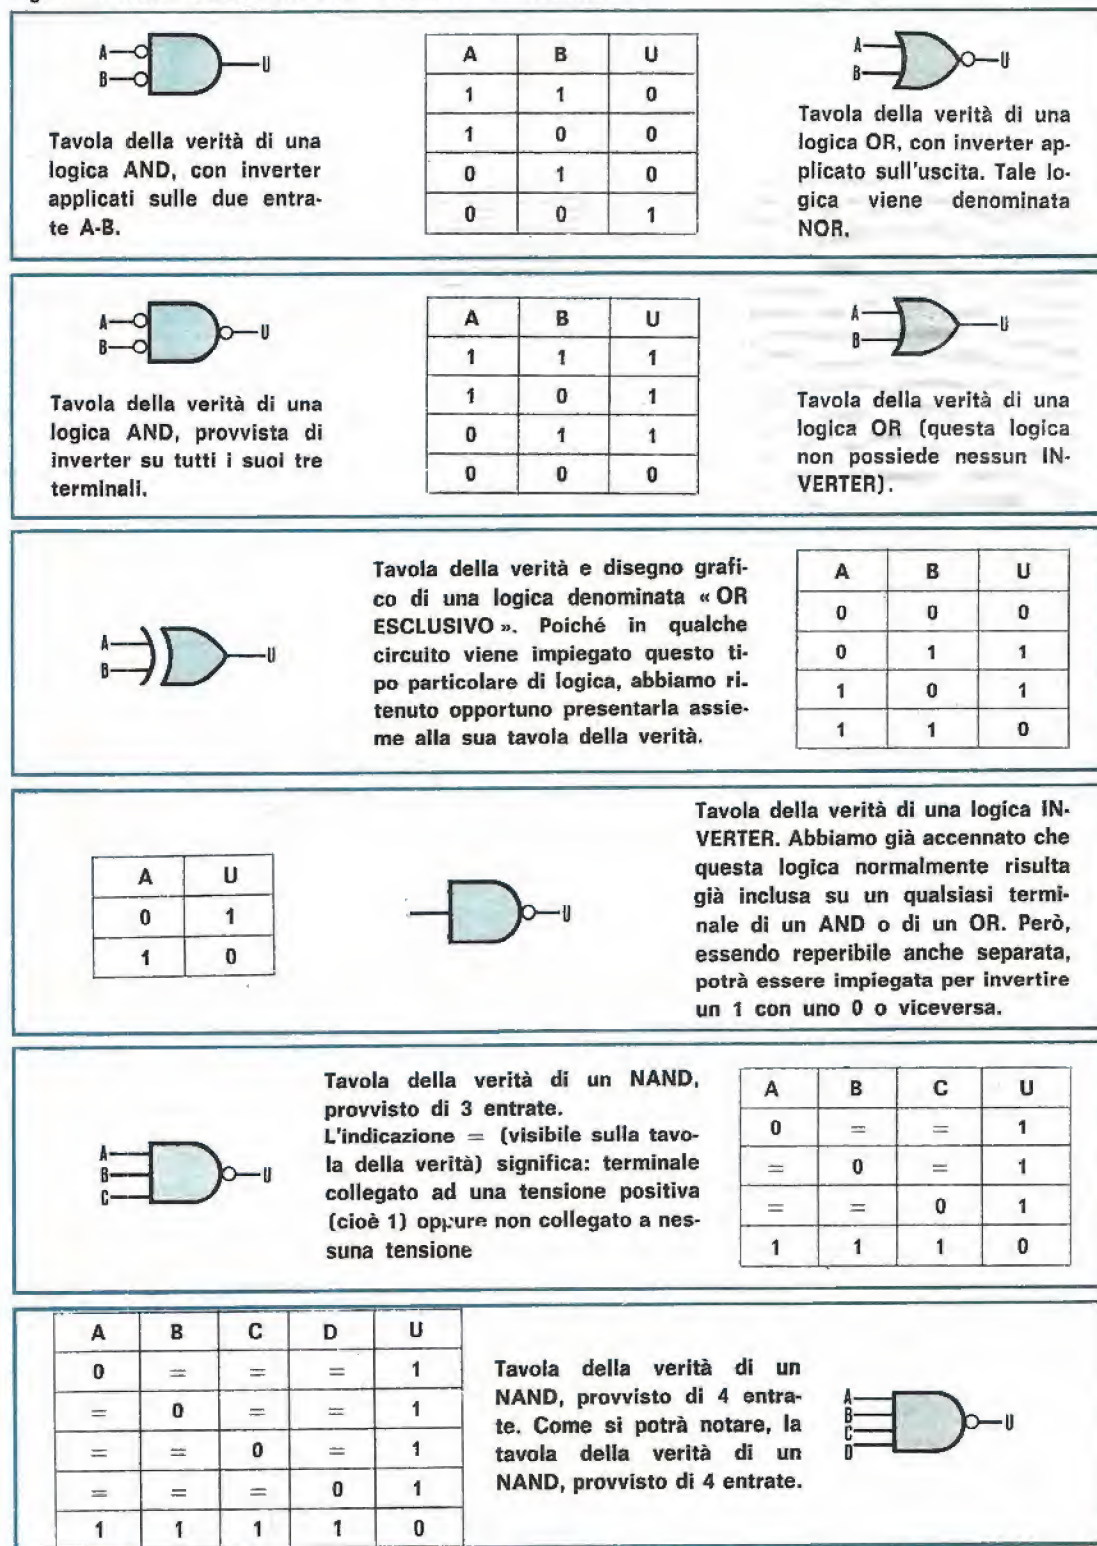 A
B
U
Tavola della verità di una
logica AND, con inverter
applicati sulle due entra-
te A-B.
A B U
1 1 0
1 0 0
0 1 0
0 0 1
A
B
U
Tavola della verità di una
logica OR, con inverter ap-
plicato sull'uscita. Tale lo-
gica viene denominata
NOR.
A
B
U
Tavola della verità di una
logica AND, provvista di
inverter su tutti i suoi tre
terminali.
A B U
1 1 1
1 0 1
0 1 1
0 0 0
A
B
U
Tavola della verità di una
logica OR (questa logica
non possiede nessun IN-
VERTER).
A
B
U
Tavola della verità e disegno grafi-
co di una logica denominata « OR
ESCLUSIVO ». Poiché in qualche
circuito viene impiegato questo ti-
po particolare di logica, abbiamo ri-
tenuto opportuno presentarla assie-
me alla sua tavola della verità.
A B U
0 0 0
0 1 1
1 0 1
1 1 0
A U
0 1
1 0
U
Tavola della verità di una logica IN-
VERTER. Abbiamo già accennato che
questa logica normalmente risulta
già inclusa su un qualsiasi termi-
nale di un AND o di un OR. Però,
essendo reperibile anche separata,
potrà essere impiegata per invertire
un 1 con uno 0 o viceversa.
A
B
C
U
Tavola della verità di un NAND,
provvisto di 3 entrate.
L'indicazione = (visibile sulla tavo-
la della verità) significa: terminale
collegato ad una tensione positiva
(cioè 1) oppure non collegato a nes-
suna tensione
A B C U
0 = = 1
= 0 = 1
= = 0 1
1 1 1 0
A B C D U
0 = = = 1
= 0 = = 1
= = 0 = 1
= = = 0 1
1 1 1 1 0
Tavola della verità di un
NAND, provvisto di 4 entra-
te. Come si potrà notare, la
tavola della verità di un
NAND, provvisto di 4 entrate.
A
B
C
D
U